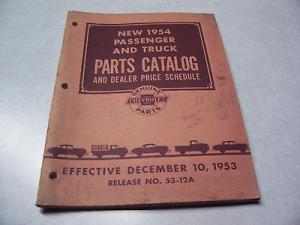 NEW 1954
PASSENGER
AND TRUCK
PARTS CATALOG
AND DEALER PRICE SCHEDULE
GENUINE
CHEVROLET
PARTS
EFFECTIVE DECEMBER 10, 1953
RELEASE NO. 53-12A